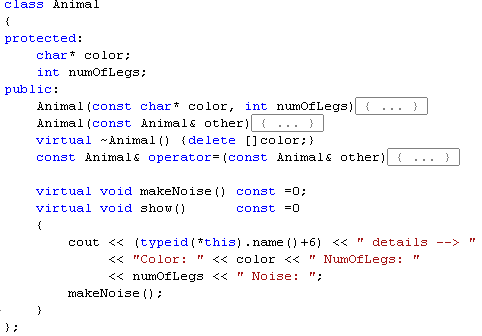 class Animal
{
protected:
    char* color;
    int numOfLegs;
public:
    Animal(const char* color, int numOfLegs){ ... }
    Animal(const Animal& other){ ... }
    virtual ~Animal() {delete []color;}
    const Animal& operator=(const Animal& other){ ... }
    virtual void makeNoise() const =0;
    virtual void show()      const =0
    {
        cout << (typeid(*this).name()+6) << " details --> "
             << "Color: " << color << " NumOfLegs: "
             << numOfLegs << " Noise: ";
        makeNoise();
    }
};